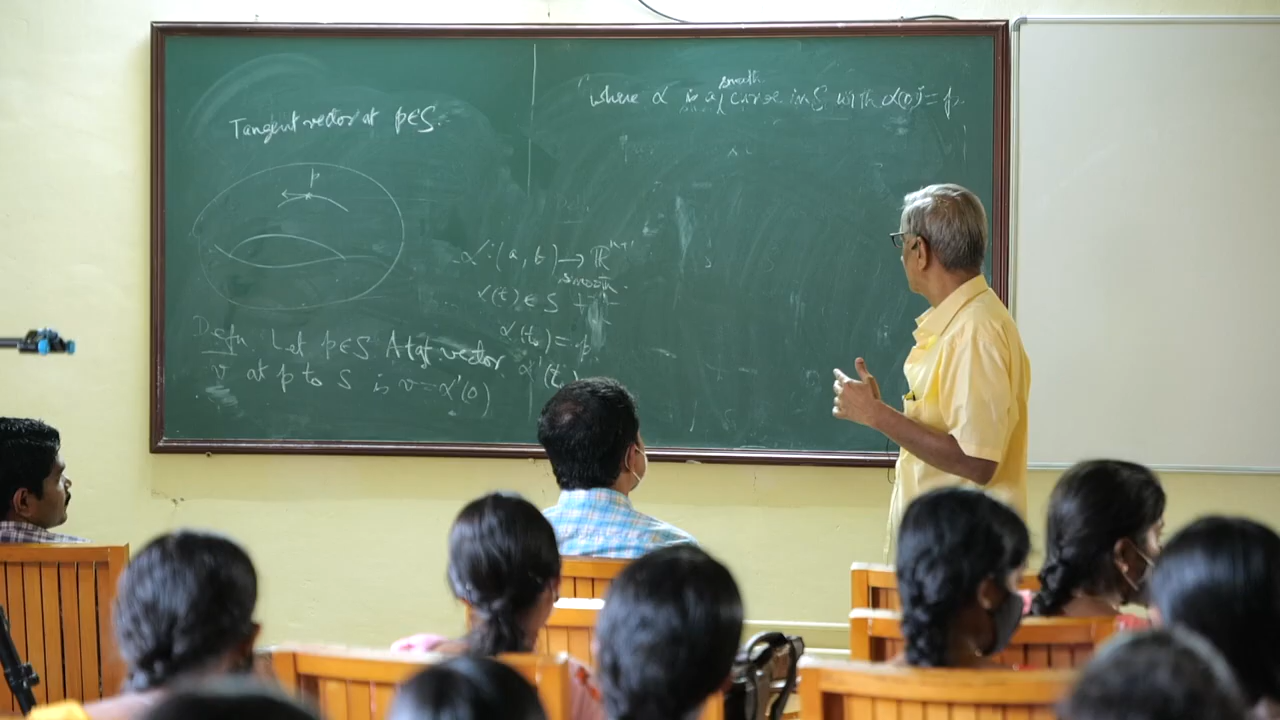 Tangent vector at p∈S.
p
α : (a, b) → ℝⁿ⁺¹
smooth.
α(t) ∈ S
α(t₀) = p
α'(t₀)
Defn. Let p∈S A tgt vector
v at p to S is v = α'(0)
smooth
where α is a curve in S with α(0) = p.